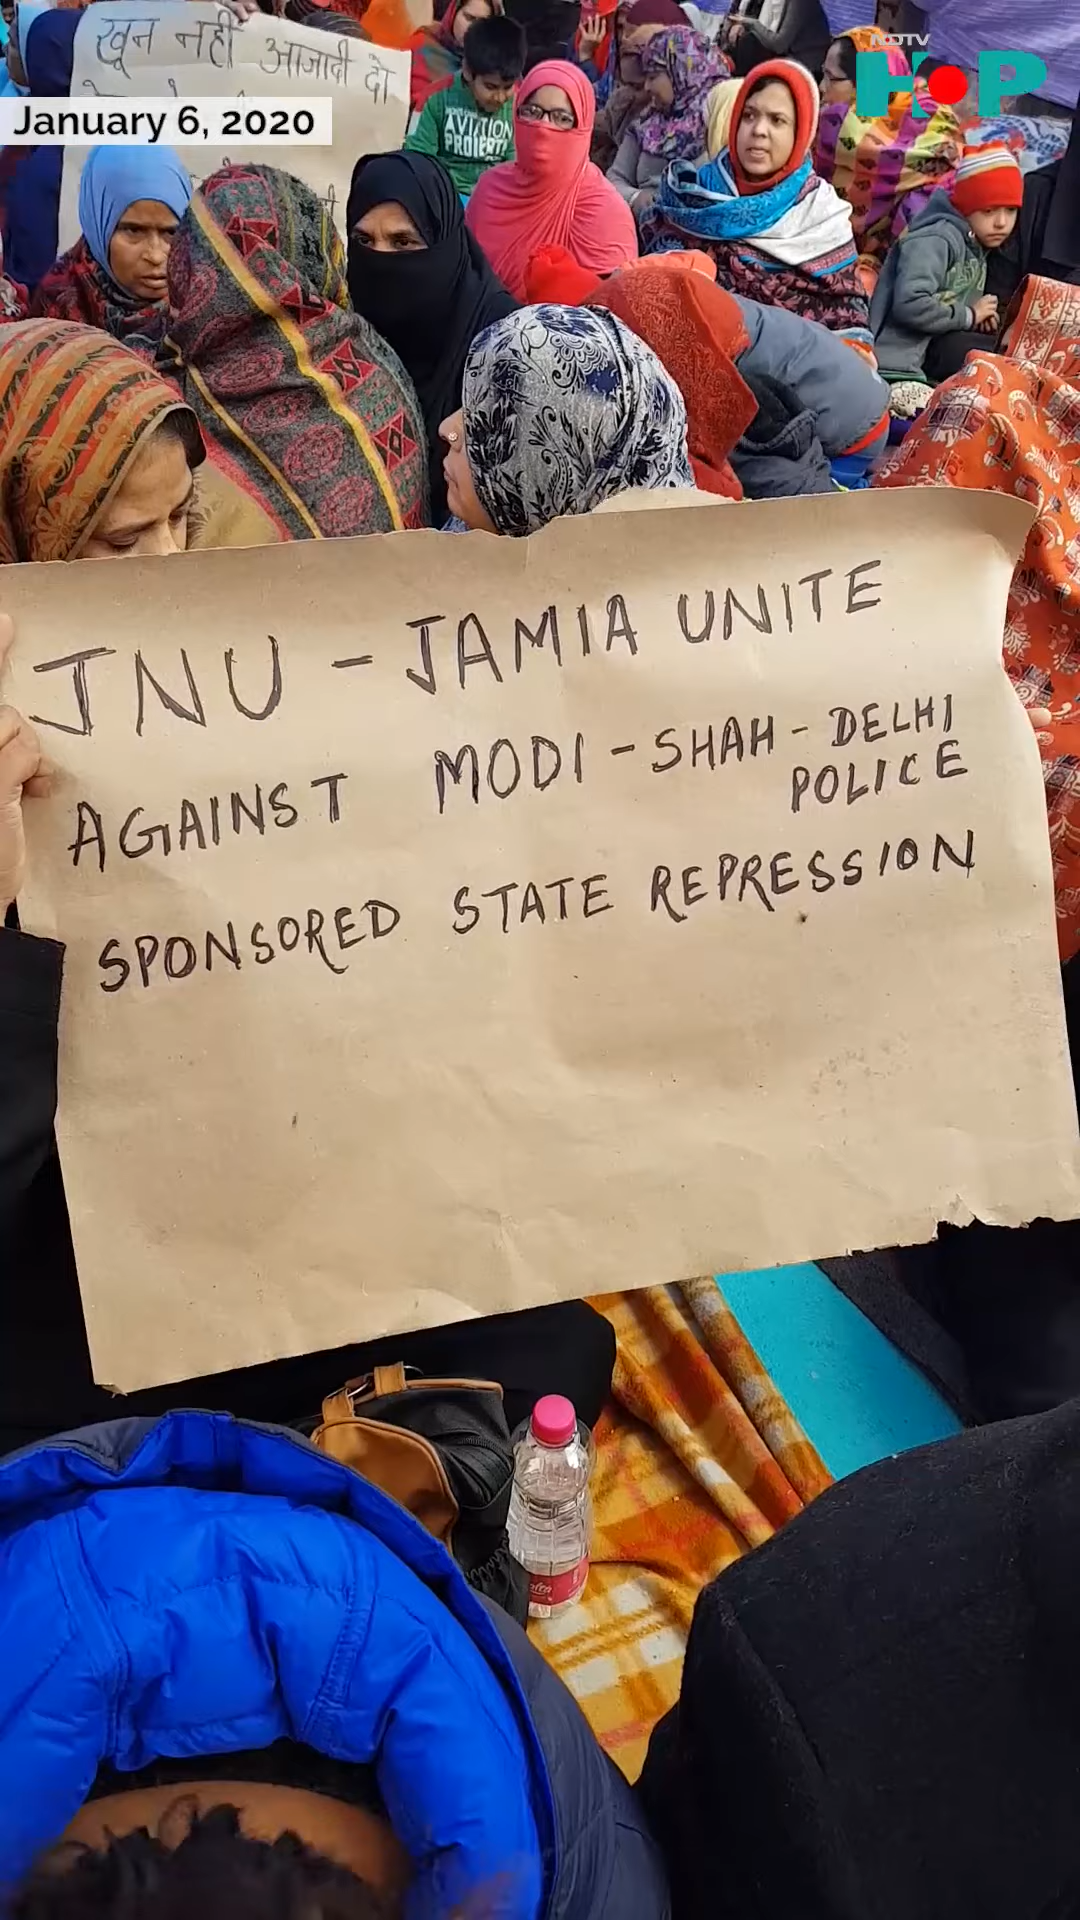 NDTV
HOP
January 6, 2020
खून नही आजादी दो
AVIATION
PROJECT
JNU - JAMIA UNITE
AGAINST MODI - SHAH - DELHI
POLICE
SPONSORED STATE REPRESSION